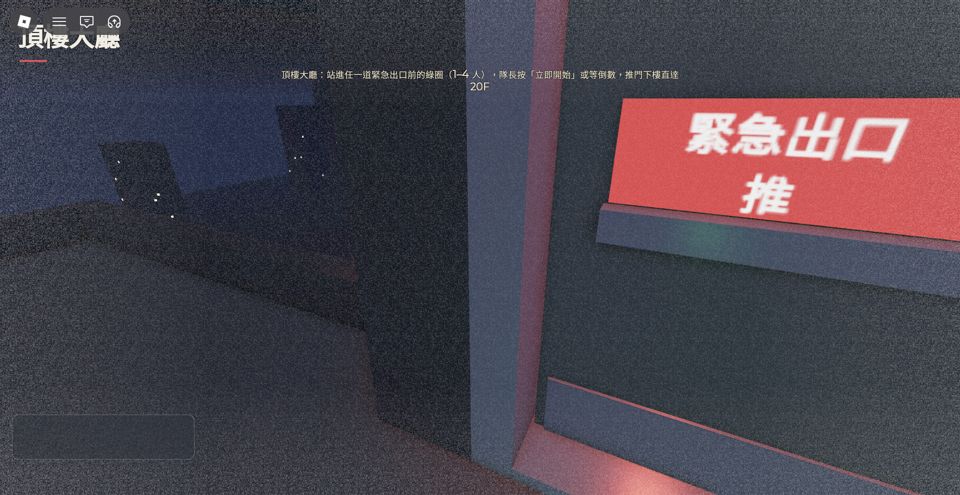 頂樓大廳
頂樓大廳：站進任一道緊急出口前的綠圈（1–4 人），隊長按「立即開始」或等倒數，推門下樓直達
20F
緊急出口
推